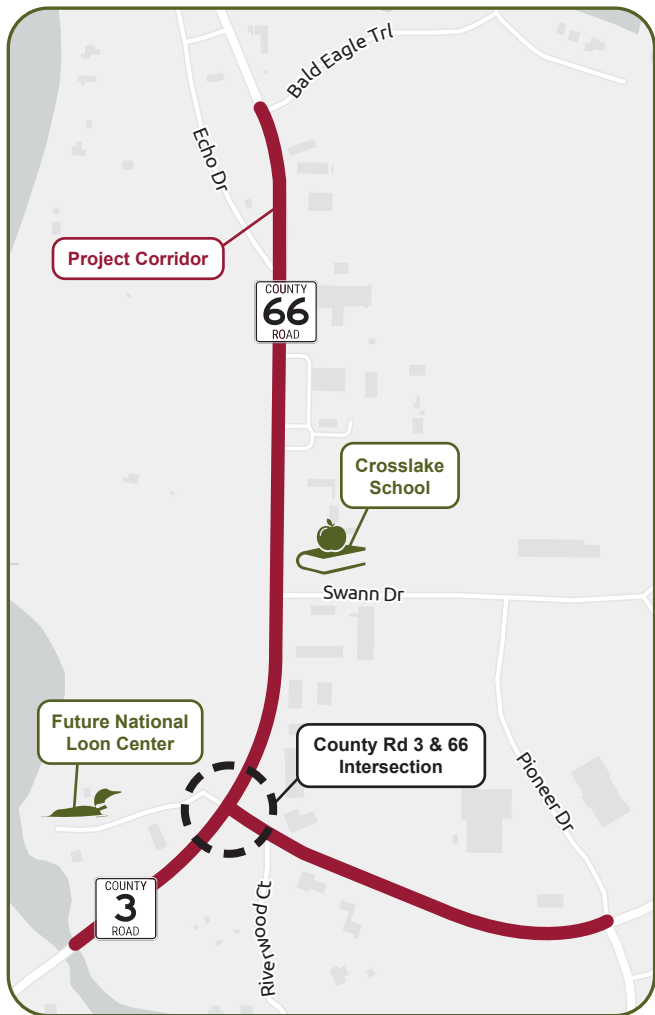 Bald Eagle Trl
Echo Dr
Project Corridor
COUNTY
66
ROAD
Crosslake
School
Swann Dr
Future National
Loon Center
County Rd 3 & 66
Intersection
Pioneer Dr
COUNTY
3
ROAD
Riverwood Ct